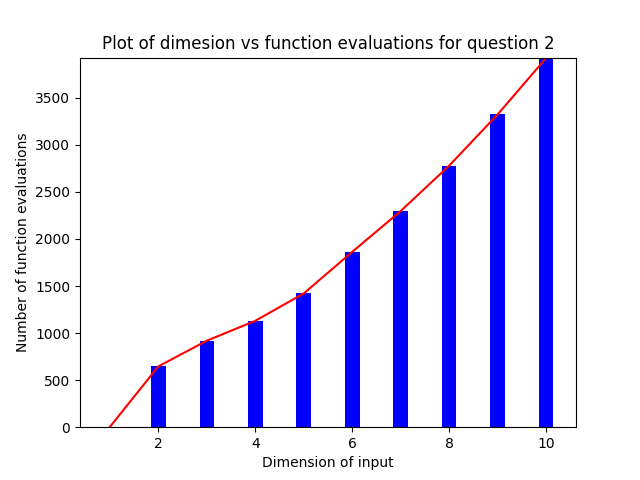 Plot of dimesion vs function evaluations for question 2
Number of function evaluations
3500
3000
2500
2000
1500
1000
500
0
2 4 6 8 10
Dimension of input